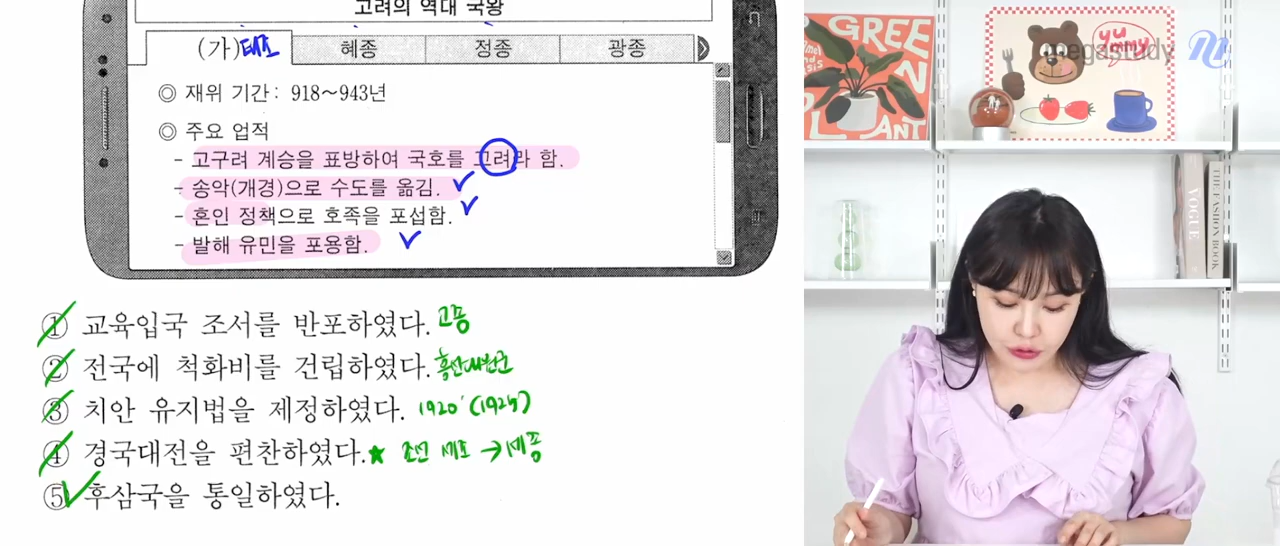 고려의 역대 국왕
(가) 태조 혜종 정종 광종
◎ 재위 기간 : 918～943년
◎ 주요 업적
- 고구려 계승을 표방하여 국호를 고려라 함.
- 송악(개경)으로 수도를 옮김.
- 혼인 정책으로 호족을 포섭함.
- 발해 유민을 포용함.
① 교육입국 조서를 반포하였다. 고종
② 전국에 척화비를 건립하였다. 흥선대원군
③ 치안 유지법을 제정하였다. 1920' (1925)
④ 경국대전을 편찬하였다. ★ 조선 세조 →
⑤ 후삼국을 통일하였다.
GREEN
PLANT
yummy
megastudy
VOGUE
THE FASHION BOOK